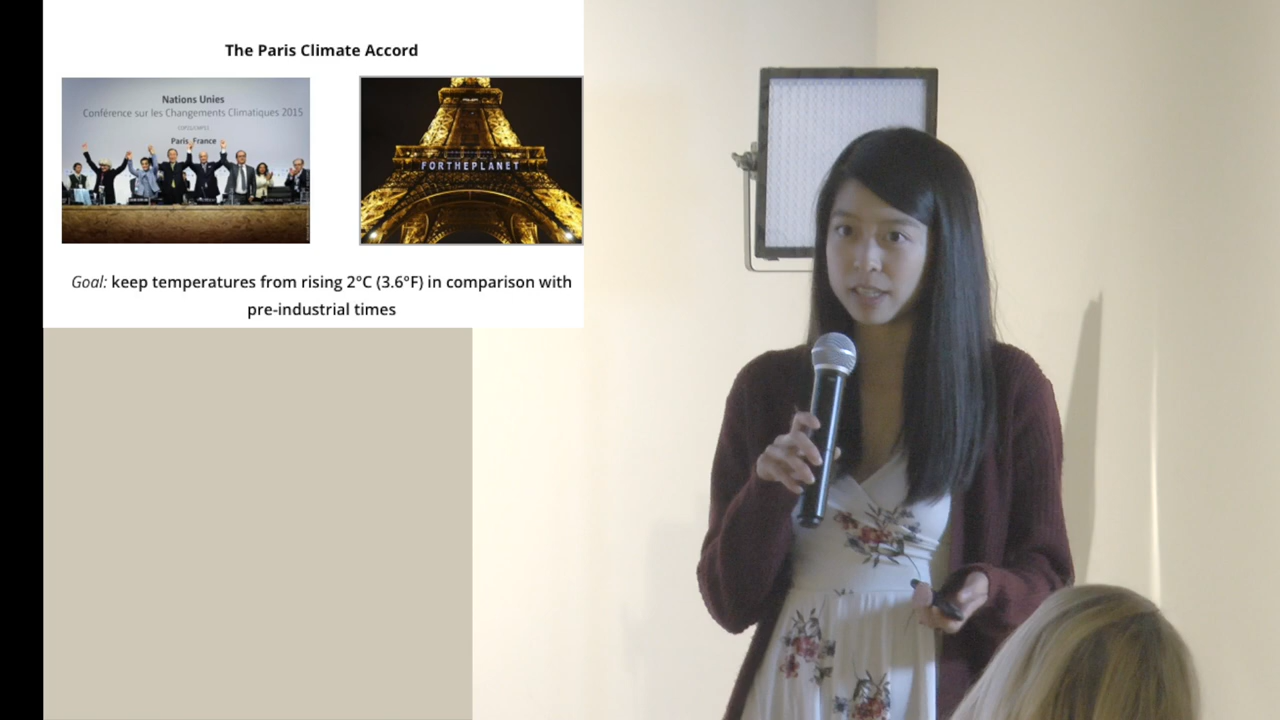 The Paris Climate Accord
Nations Unies
Conférence sur les Changements Climatiques 2015
Paris, France
FORTHEPLANET
Goal: keep temperatures from rising 2°C (3.6°F) in comparison with
pre-industrial times